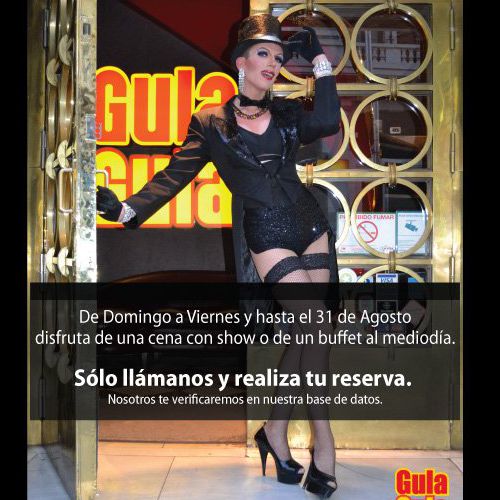 Gula
Gula
PROHIBIDO FUMAR
VISA
De Domingo a Viernes y hasta el 31 de Agosto
disfruta de una cena con show o de un buffet al mediodía.
Sólo llámanos y realiza tu reserva.
Nosotros te verificaremos en nuestra base de datos.
Gula